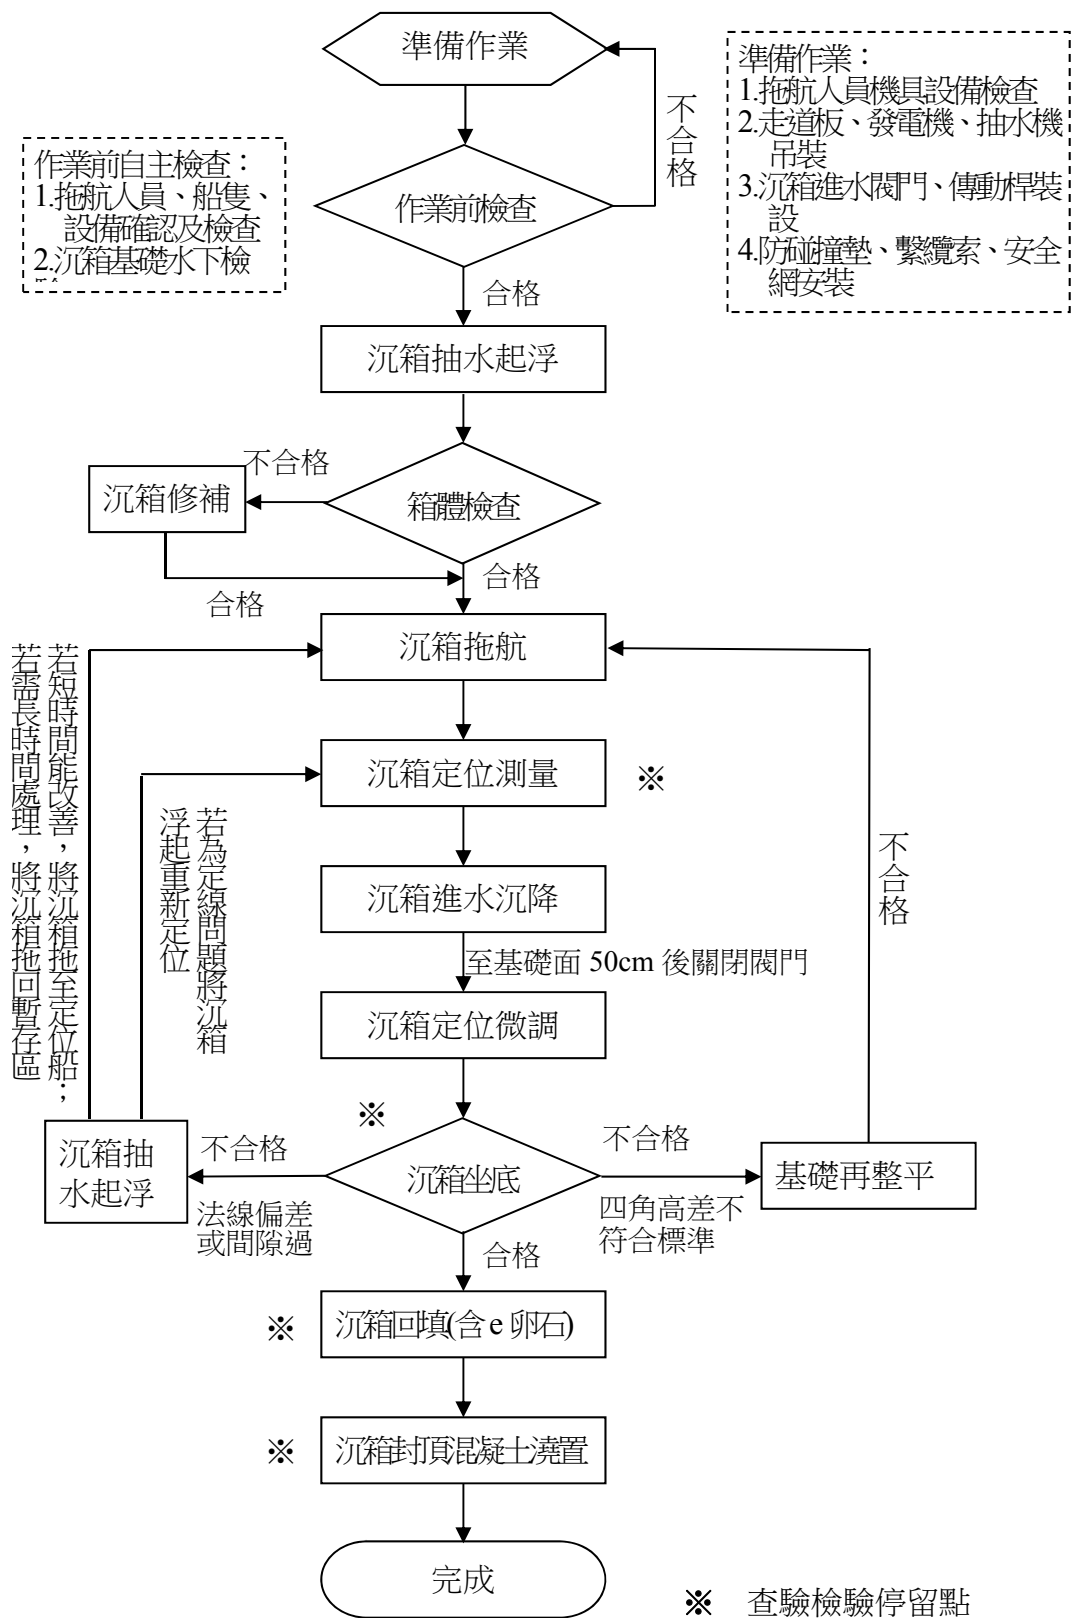 準備作業
不合格
準備作業：
1.拖航人員機具設備檢查
2.走道板、發電機、抽水機
吊裝
3.沉箱進水閥門、傳動桿裝
設
4.防碰撞墊、繫纜索、安全
網安裝
作業前自主檢查：
1.拖航人員、船隻、
設備確認及檢查
2.沉箱基礎水下檢
作業前檢查
合格
沉箱抽水起浮
不合格
沉箱修補
箱體檢查
合格
合格
沉箱拖航
若短時間能改善，將沉箱拖至定位船；
若需長時間處理，將沉箱拖回暫存區
沉箱定位測量
※
若為定線問題將沉箱
浮起重新定位
不合格
沉箱進水沉降
至基礎面 50cm 後關閉閥門
沉箱定位微調
※
沉箱抽
水起浮
不合格
法線偏差
或間隙過
沉箱坐底
不合格
四角高差不
符合標準
基礎再整平
合格
※
沉箱回填(含 e 卵石)
※
沉箱封頂混凝土澆置
完成
※ 查驗檢驗停留點